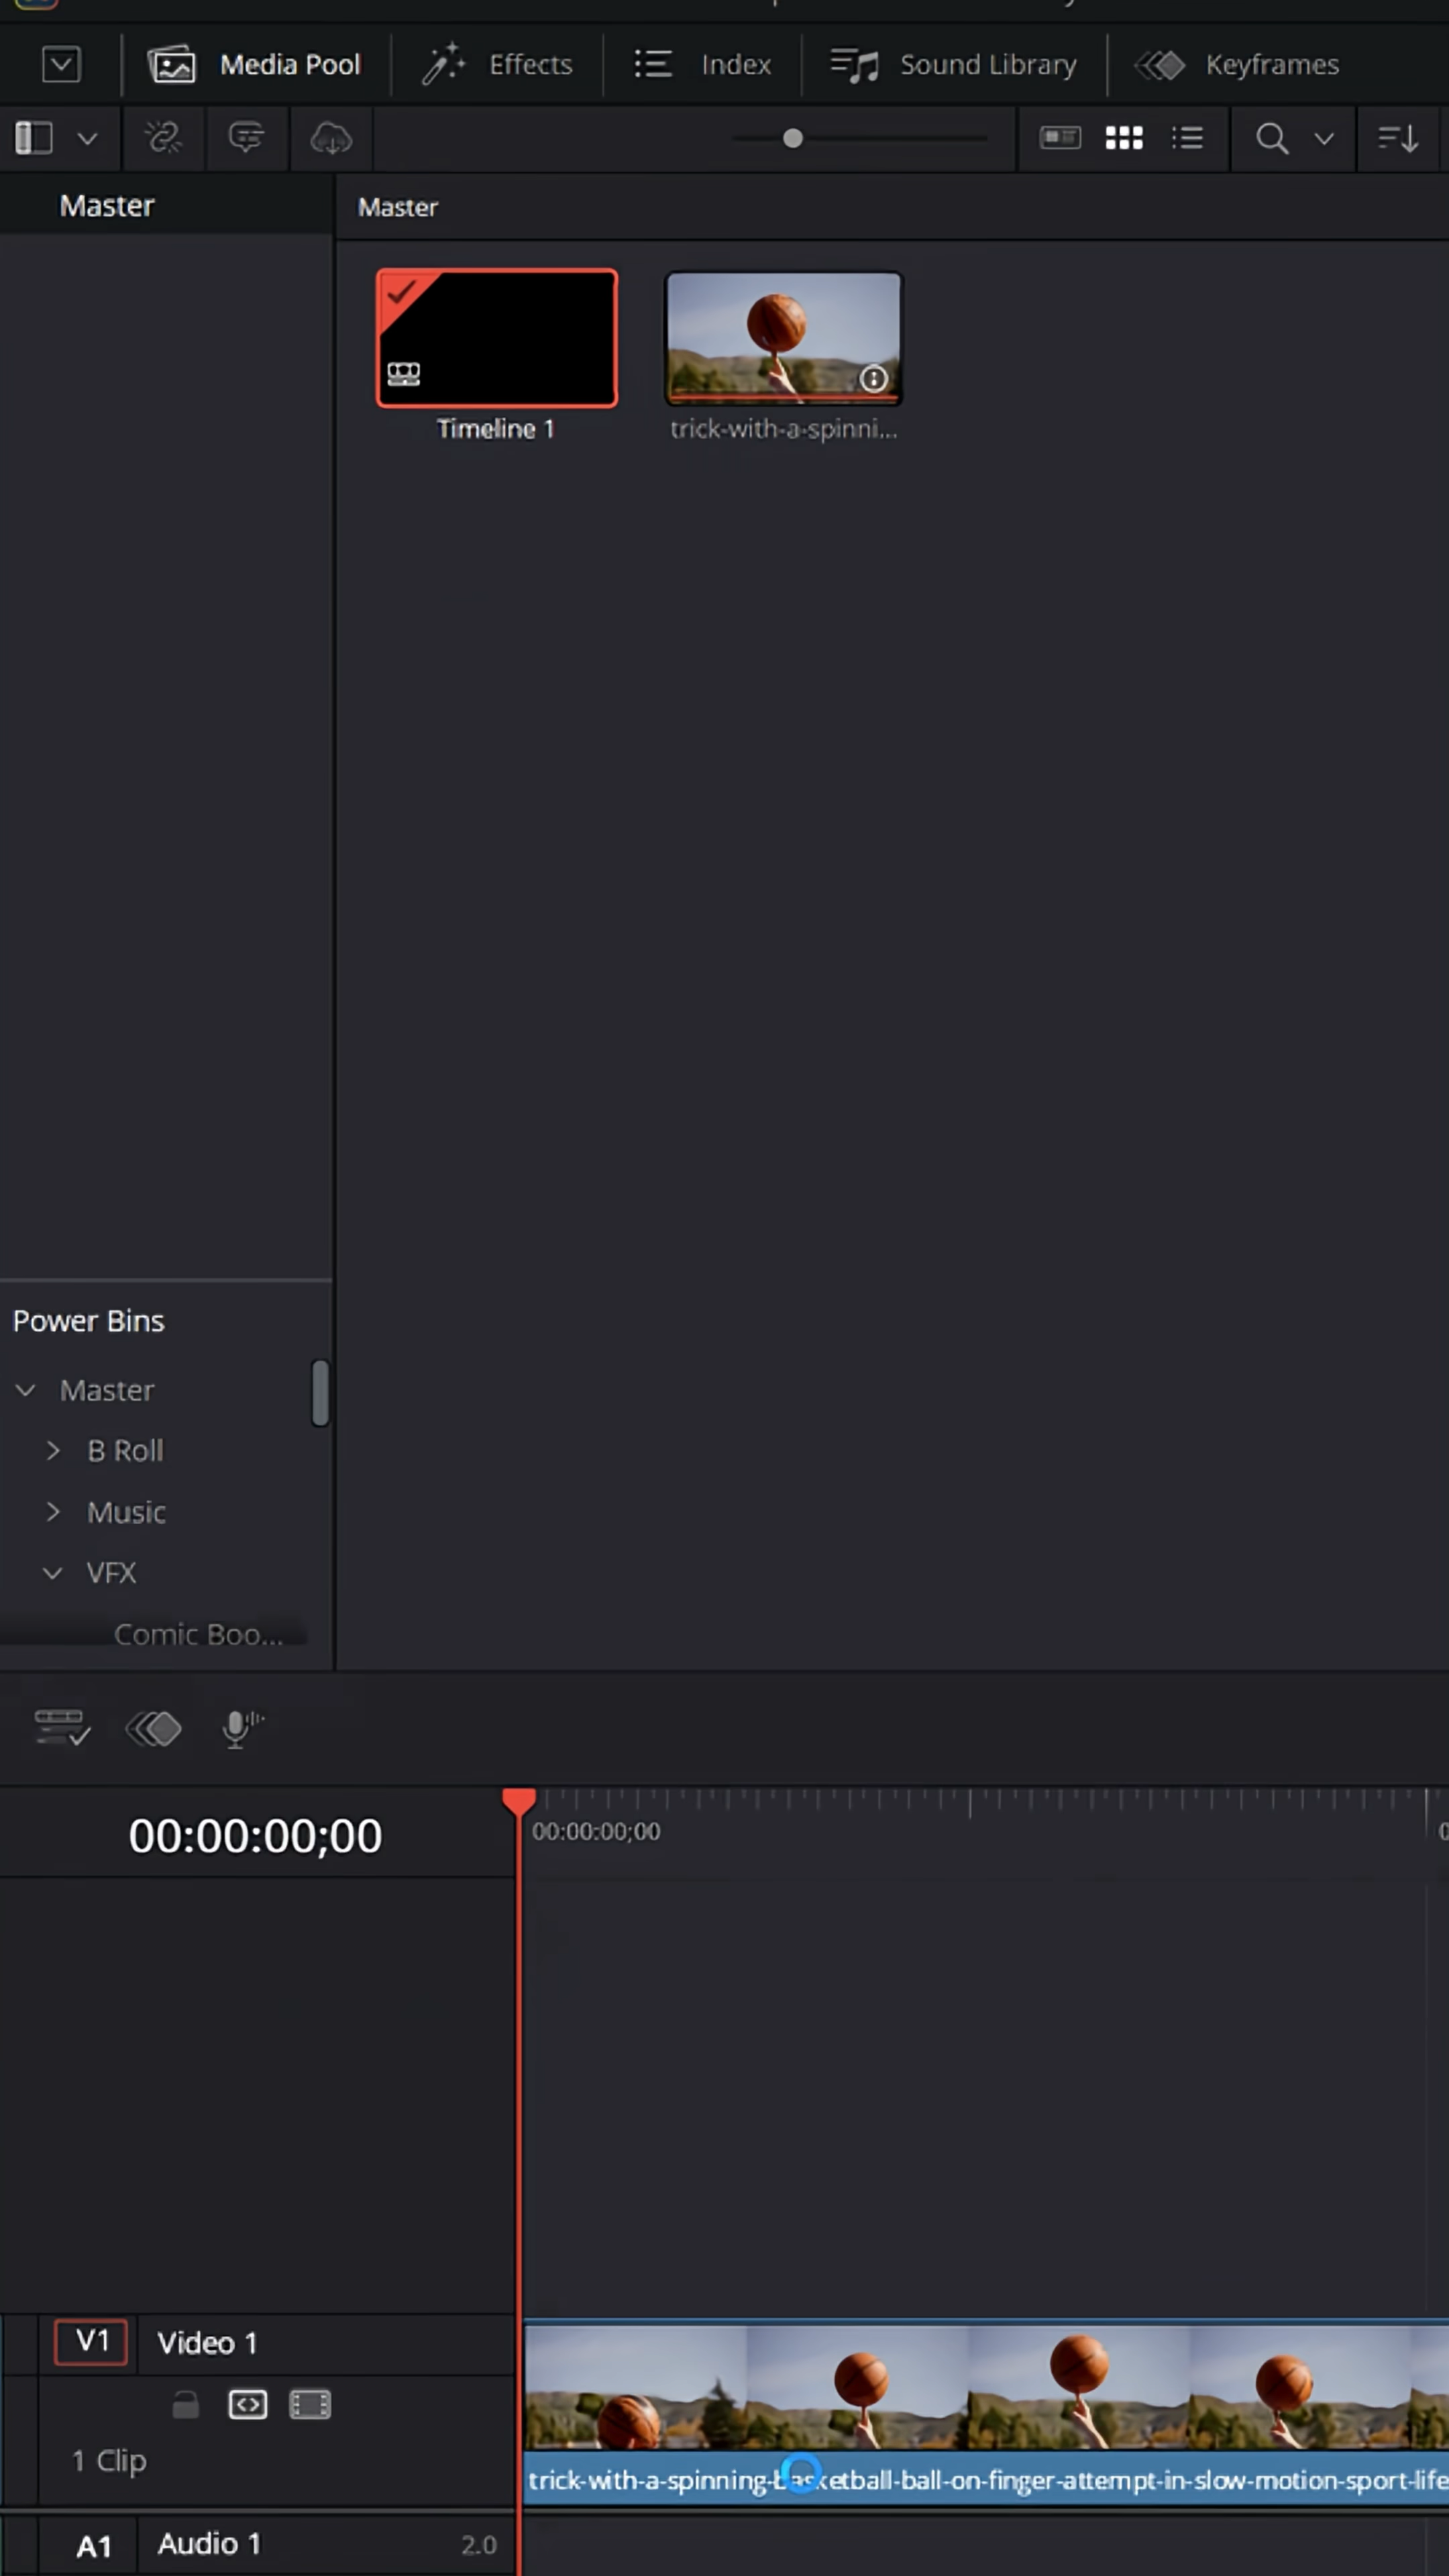 Media Pool
Effects
Index
Sound Library
Keyframes
Master
Master
Timeline 1
trick-with-a-spinni...
Power Bins
Master
B Roll
Music
VFX
Comic Boo...
00:00:00;00
00:00:00;00
V1
Video 1
1 Clip
trick-with-a-spinning-basketball-ball-on-finger-attempt-in-slow-motion-sport-life
A1
Audio 1
2.0